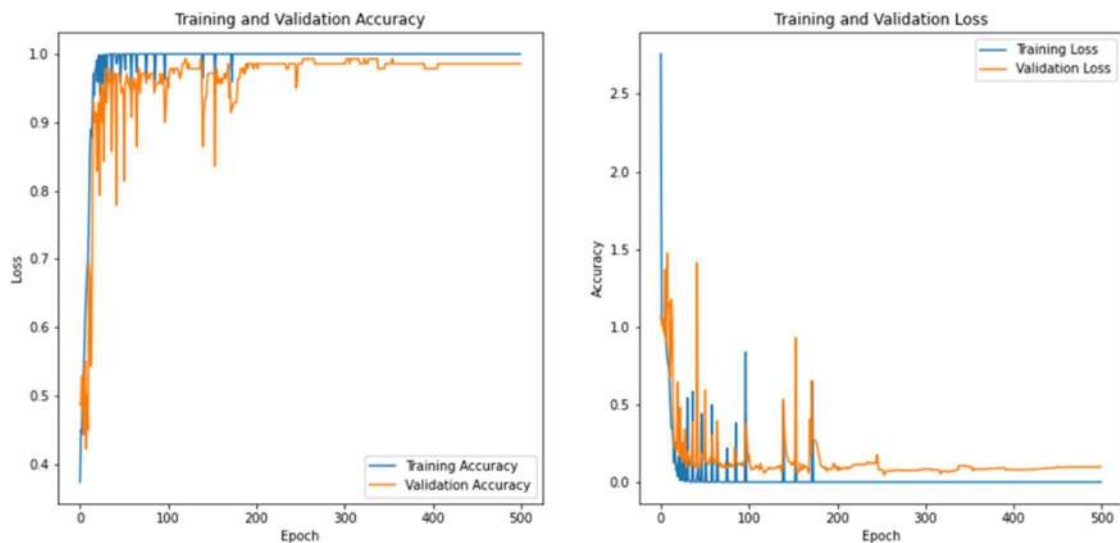 Training and Validation Accuracy
Loss
1.0
0.9
0.8
0.7
0.6
0.5
0.4
Training Accuracy
Validation Accuracy
0
100
200
300
400
500
Epoch
Training and Validation Loss
Accuracy
2.5
2.0
1.5
1.0
0.5
0.0
Training Loss
Validation Loss
0
100
200
300
400
500
Epoch